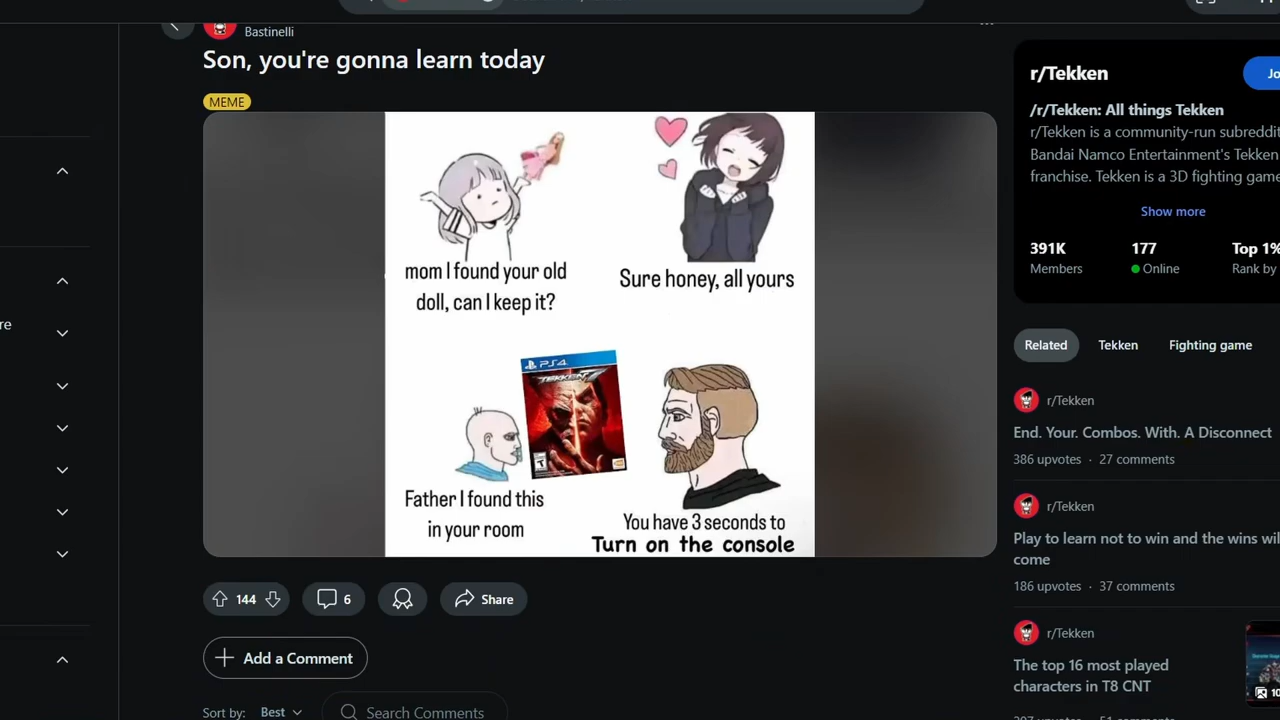 Bastinelli
Son, you're gonna learn today
MEME
mom I found your old
doll, can I keep it?
Sure honey, all yours
PS4
TEKKEN 7
Father I found this
in your room
You have 3 seconds to
Turn on the console
144
6
Share
Add a Comment
Sort by:
Best
Search Comments
re
r/Tekken
Jo
/r/Tekken: All things Tekken
r/Tekken is a community-run subreddit
Bandai Namco Entertainment's Tekken
franchise. Tekken is a 3D fighting game
Show more
391K
177
Top 1%
Members
Online
Rank by
Related
Tekken
Fighting game
r/Tekken
End. Your. Combos. With. A Disconnect
386 upvotes · 27 comments
r/Tekken
Play to learn not to win and the wins wil
come
186 upvotes · 37 comments
r/Tekken
The top 16 most played
characters in T8 CNT
10